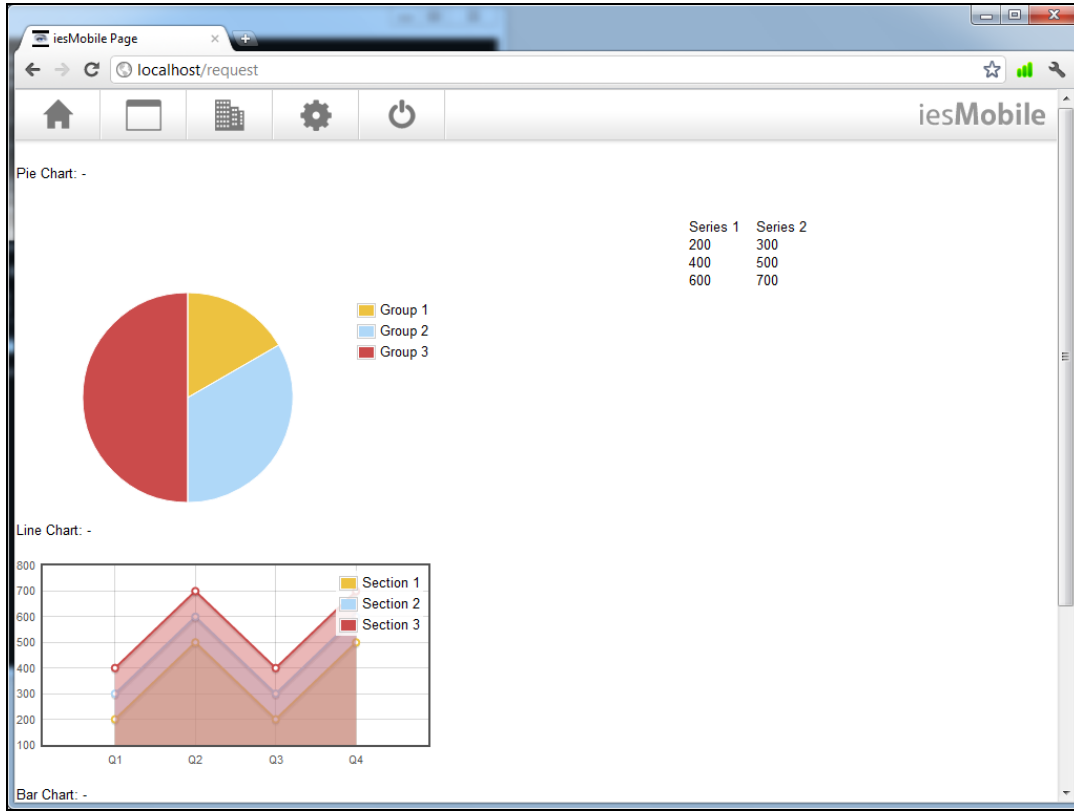 iesMobile Page
localhost/request
iesMobile
Pie Chart: -
Series 1 Series 2
200 300
400 500
600 700
Group 1
Group 2
Group 3
Line Chart: -
800
700
600
500
400
300
200
100
Section 1
Section 2
Section 3
Q1 Q2 Q3 Q4
Bar Chart: -